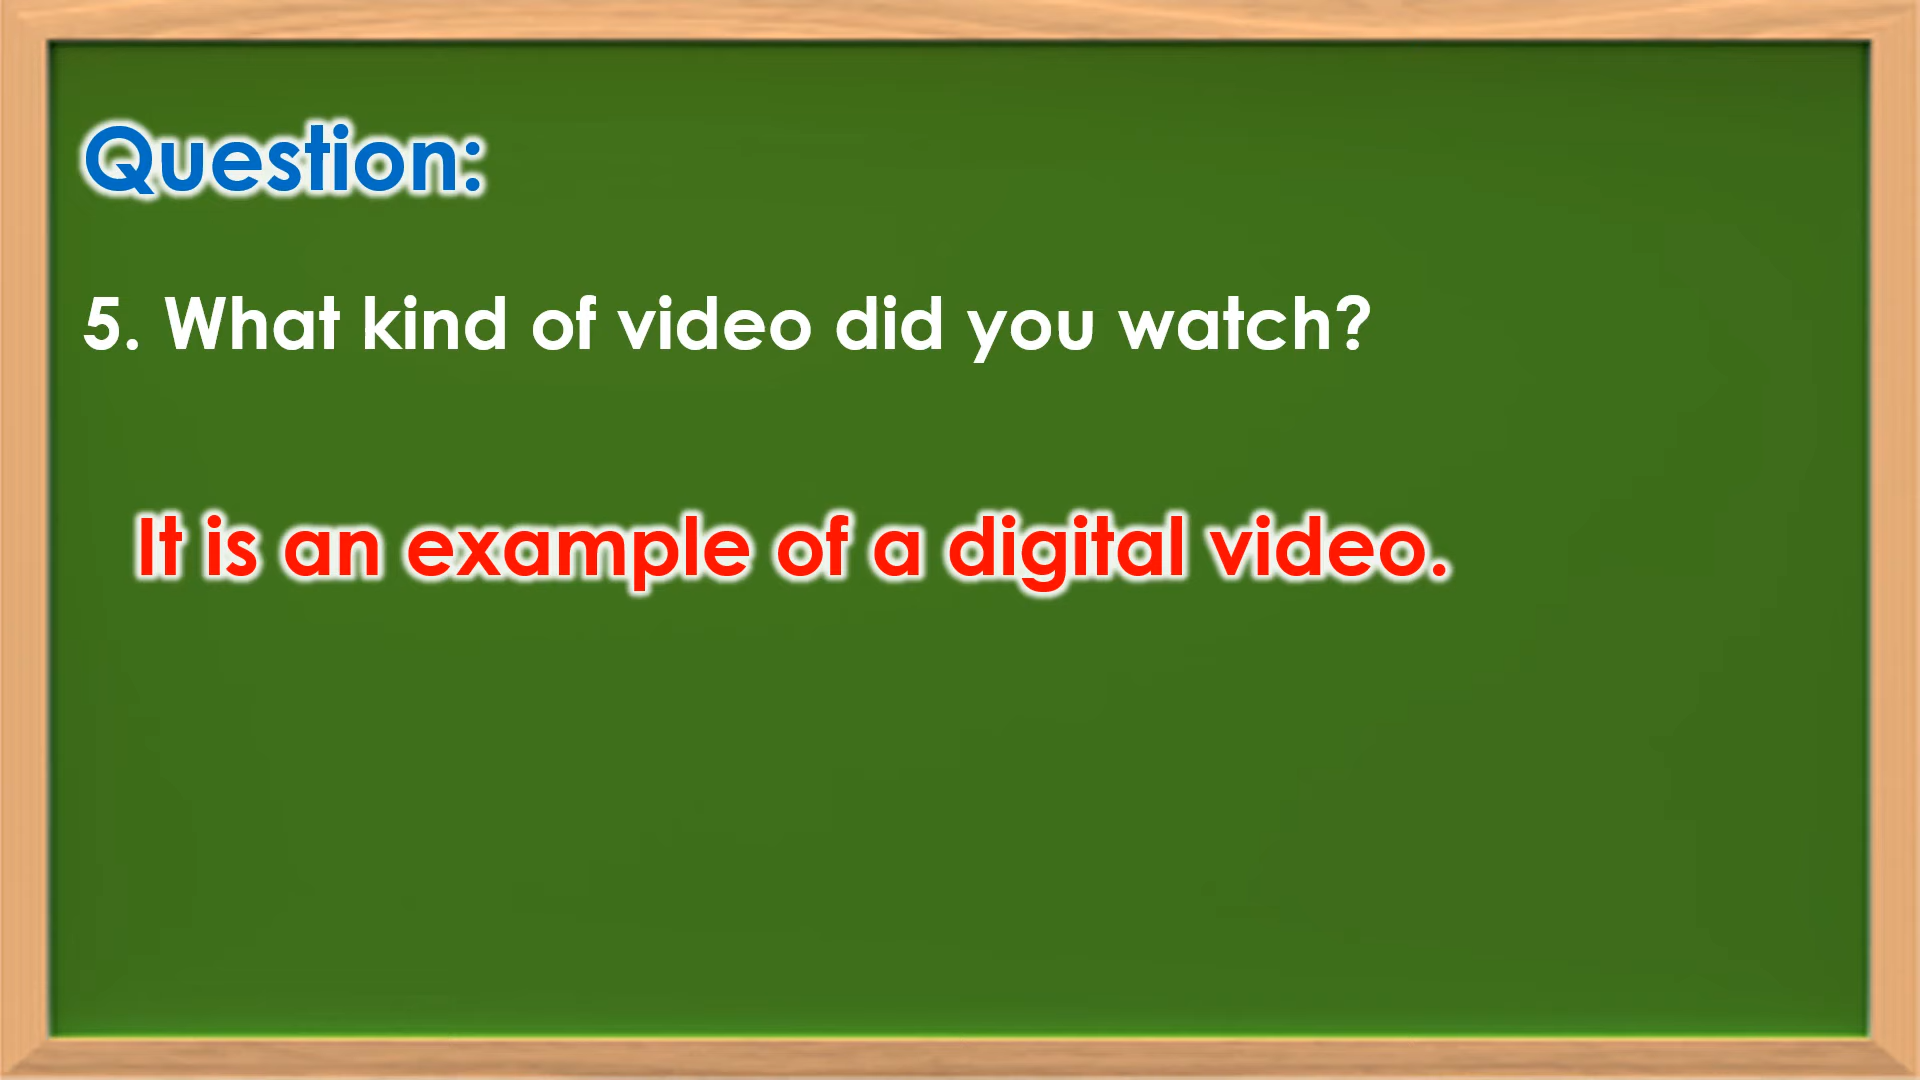 Question:
5. What kind of video did you watch?
It is an example of a digital video.